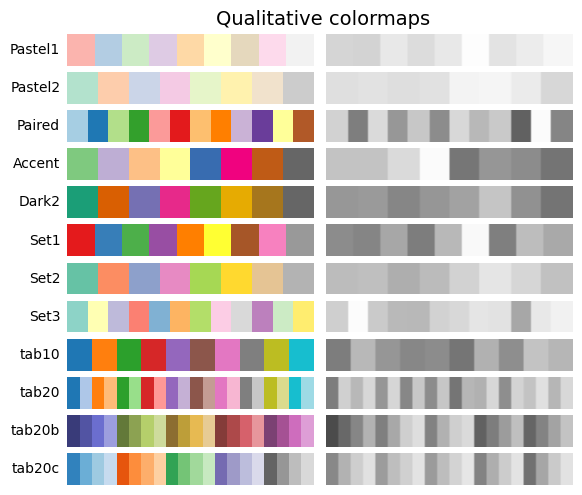 Qualitative colormaps
Pastel1
Pastel2
Paired
Accent
Dark2
Set1
Set2
Set3
tab10
tab20
tab20b
tab20c